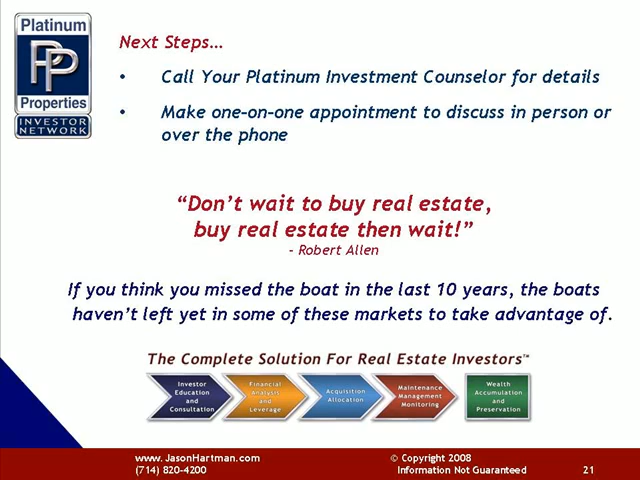 Platinum
PP
Properties
INVESTOR
NETWORK
Next Steps…
• Call Your Platinum Investment Counselor for details
• Make one-on-one appointment to discuss in person or
over the phone
“Don’t wait to buy real estate,
buy real estate then wait!”
- Robert Allen
If you think you missed the boat in the last 10 years, the boats
haven’t left yet in some of these markets to take advantage of.
The Complete Solution For Real Estate Investors™
Investor
Education
and
Consultation
Financial
Analysis
and
Leverage
Acquisition
Allocation
Maintenance
Management
Monitoring
Wealth
Accumulation
and
Preservation
www.JasonHartman.com
(714) 820-4200
© Copyright 2008
Information Not Guaranteed
21